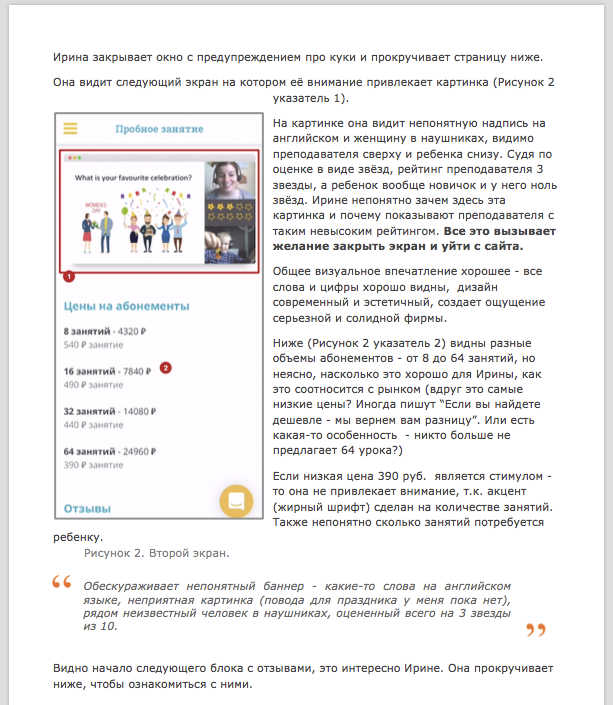 Ирина закрывает окно с предупреждением про куки и прокручивает страницу ниже.
Она видит следующий экран на котором её внимание привлекает картинка (Рисунок 2
указатель 1).
Пробное занятие
What is your favourite celebration?
WOMEN'S
DAY
1
Цены на абонементы
8 занятий - 4320 ₽
540 ₽ занятие
16 занятий - 7840 ₽
2
490 ₽ занятие
32 занятий - 14080 ₽
440 ₽ занятие
64 занятий - 24960 ₽
390 ₽ занятие
Отзывы
На картинке она видит непонятную надпись на
английском и женщину в наушниках, видимо
преподавателя сверху и ребенка снизу. Судя по
оценке в виде звёзд, рейтинг преподавателя 3
звезды, а ребенок вообще новичок и у него ноль
звёзд. Ирине непонятно зачем здесь эта
картинка и почему показывают преподавателя с
таким невысоким рейтингом. Все это вызывает
желание закрыть экран и уйти с сайта.
Общее визуальное впечатление хорошее - все
слова и цифры хорошо видны, дизайн
современный и эстетичный, создает ощущение
серьезной и солидной фирмы.
Ниже (Рисунок 2 указатель 2) видны разные
объемы абонементов - от 8 до 64 занятий, но
неясно, насколько это хорошо для Ирины, как
это соотносится с рынком (вдруг это самые
низкие цены? Иногда пишут “Если вы найдете
дешевле - мы вернем вам разницу”. Или есть
какая-то особенность - никто больше не
предлагает 64 урока?)
Если низкая цена 390 руб. является стимулом -
то она не привлекает внимание, т.к. акцент
(жирный шрифт) сделан на количестве занятий.
Также непонятно сколько занятий потребуется
ребенку.
Рисунок 2. Второй экран.
“ Обескураживает непонятный баннер - какие-то слова на английском
языке, неприятная картинка (повода для праздника у меня пока нет),
рядом неизвестный человек в наушниках, оцененный всего на 3 звезды
из 10. ”
Видно начало следующего блока с отзывами, это интересно Ирине. Она прокручивает
ниже, чтобы ознакомиться с ними.